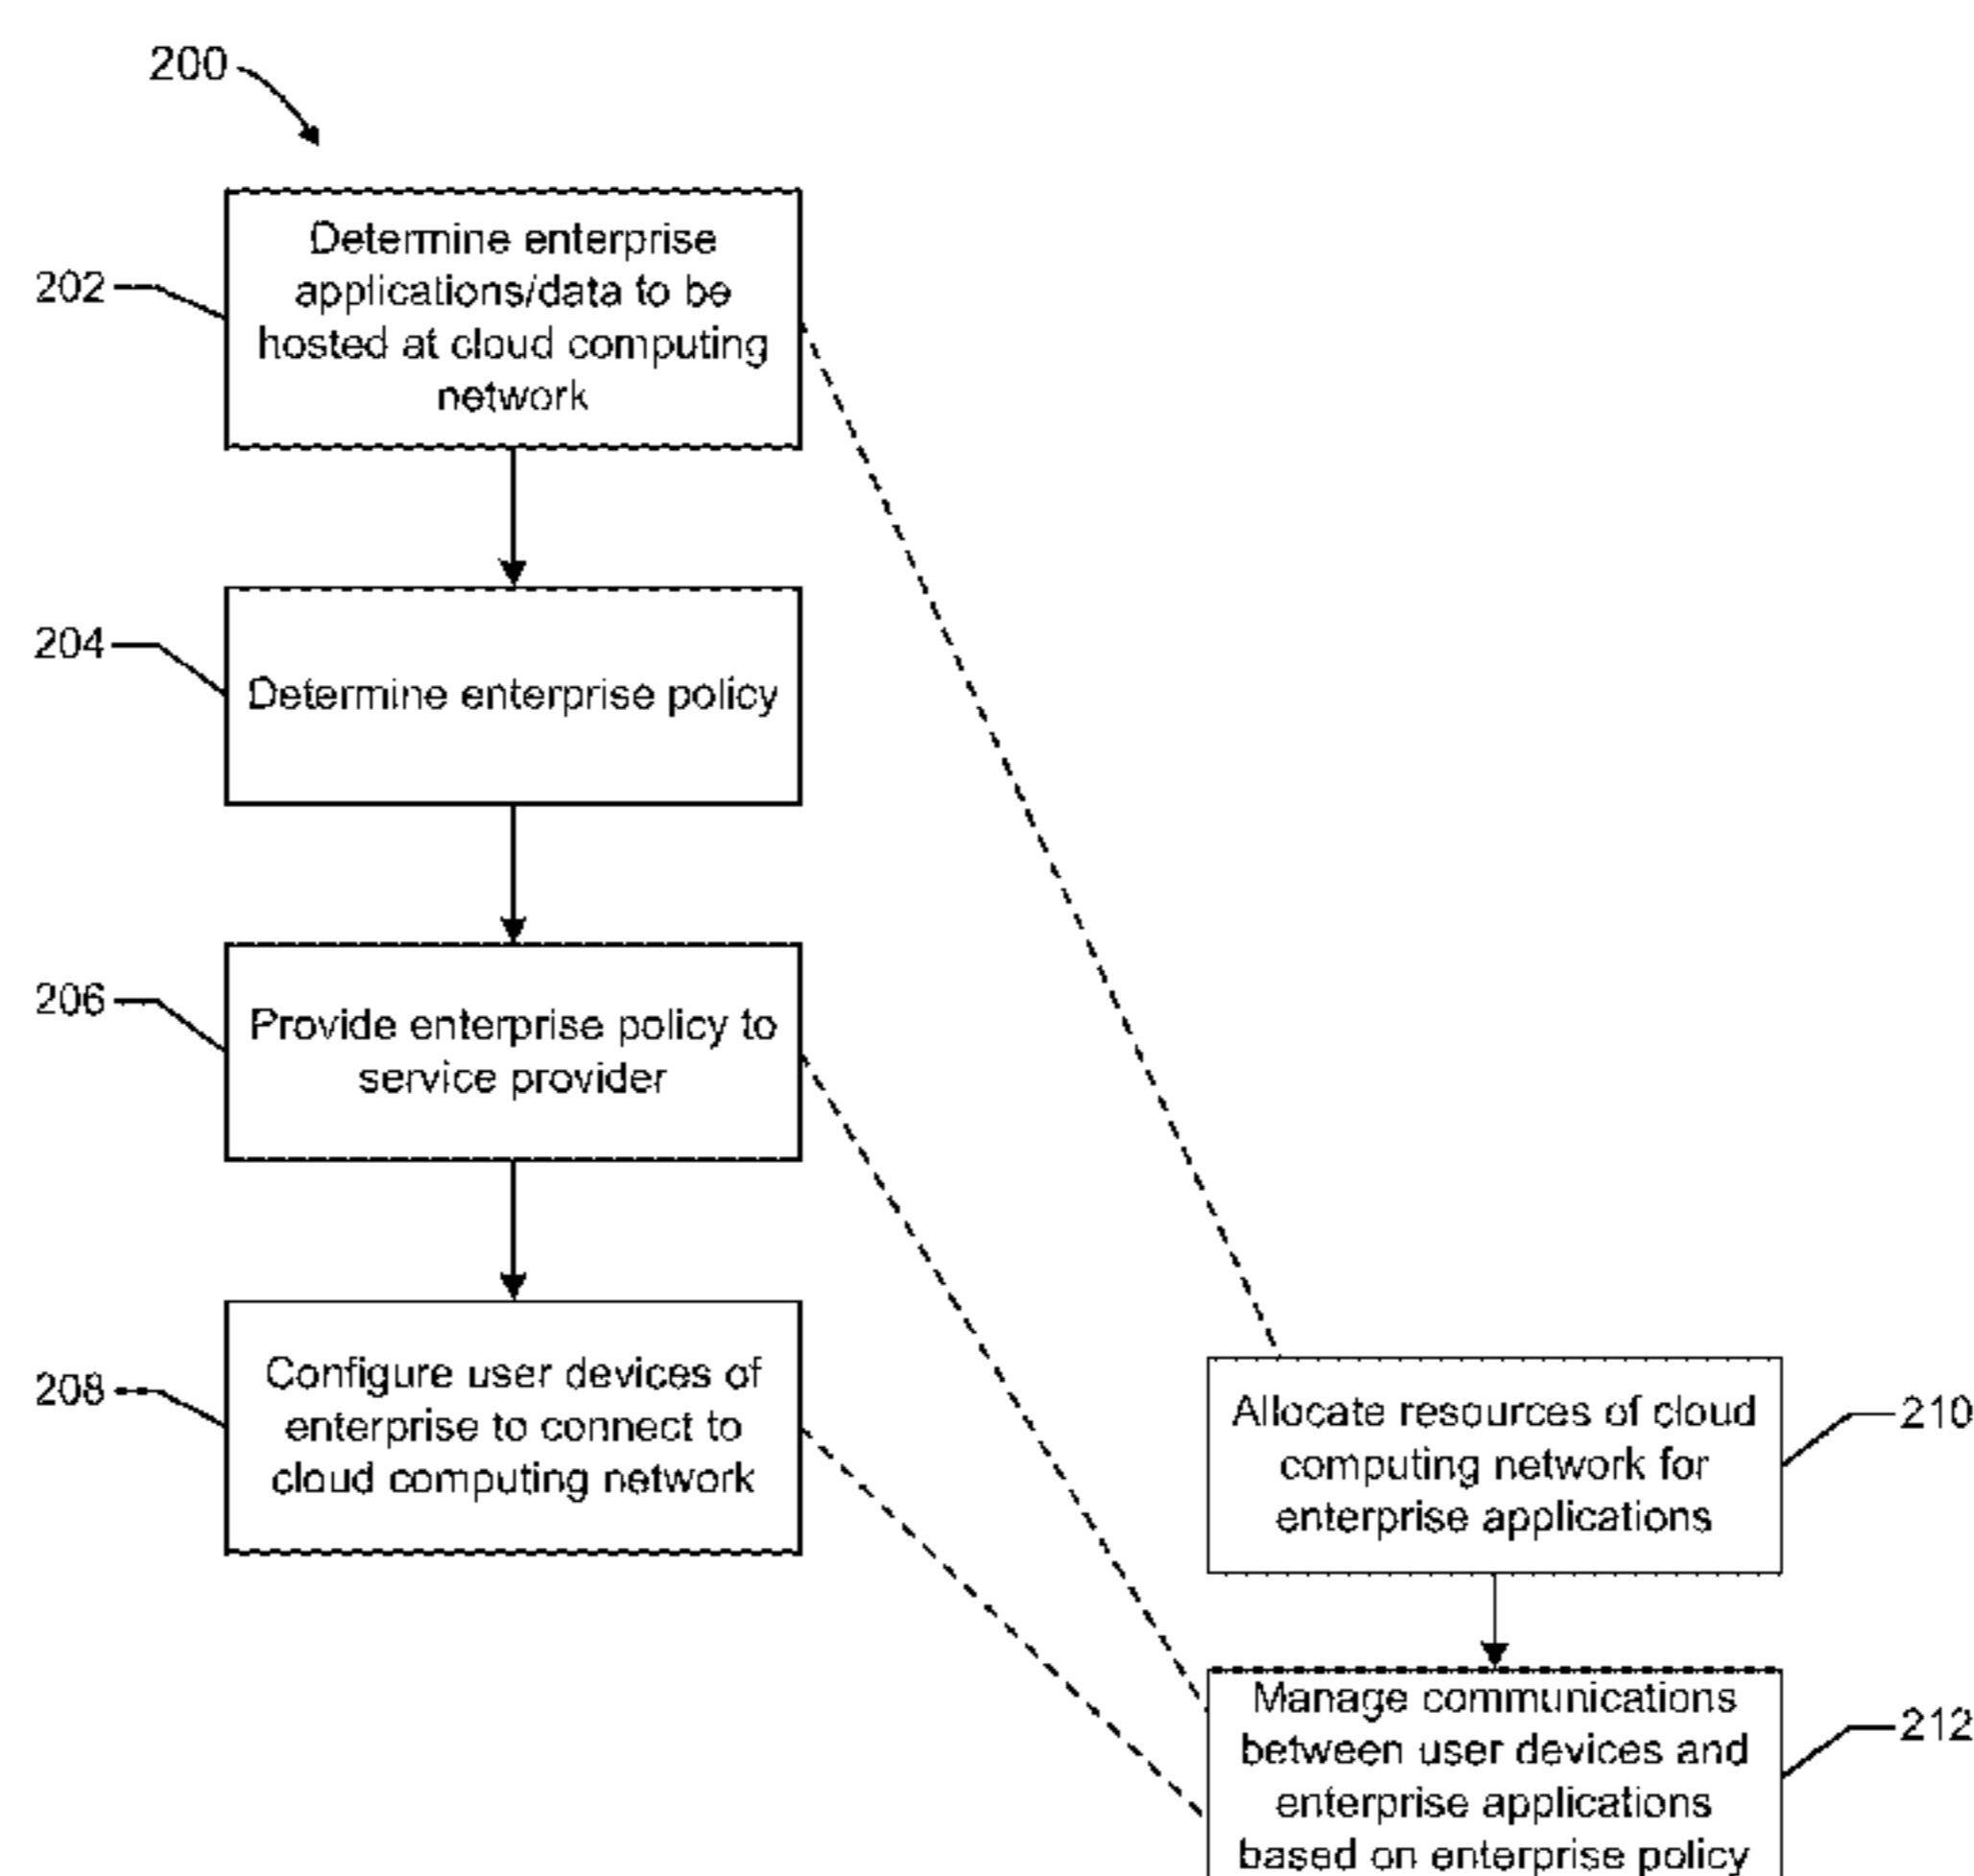 200
202
Determine enterprise
applications/data to be
hosted at cloud computing
network
204
Determine enterprise policy
206
Provide enterprise policy to
service provider
208
Configure user devices of
enterprise to connect to
cloud computing network
Allocate resources of cloud
computing network for
enterprise applications
210
Manage communications
between user devices and
enterprise applications
based on enterprise policy
212